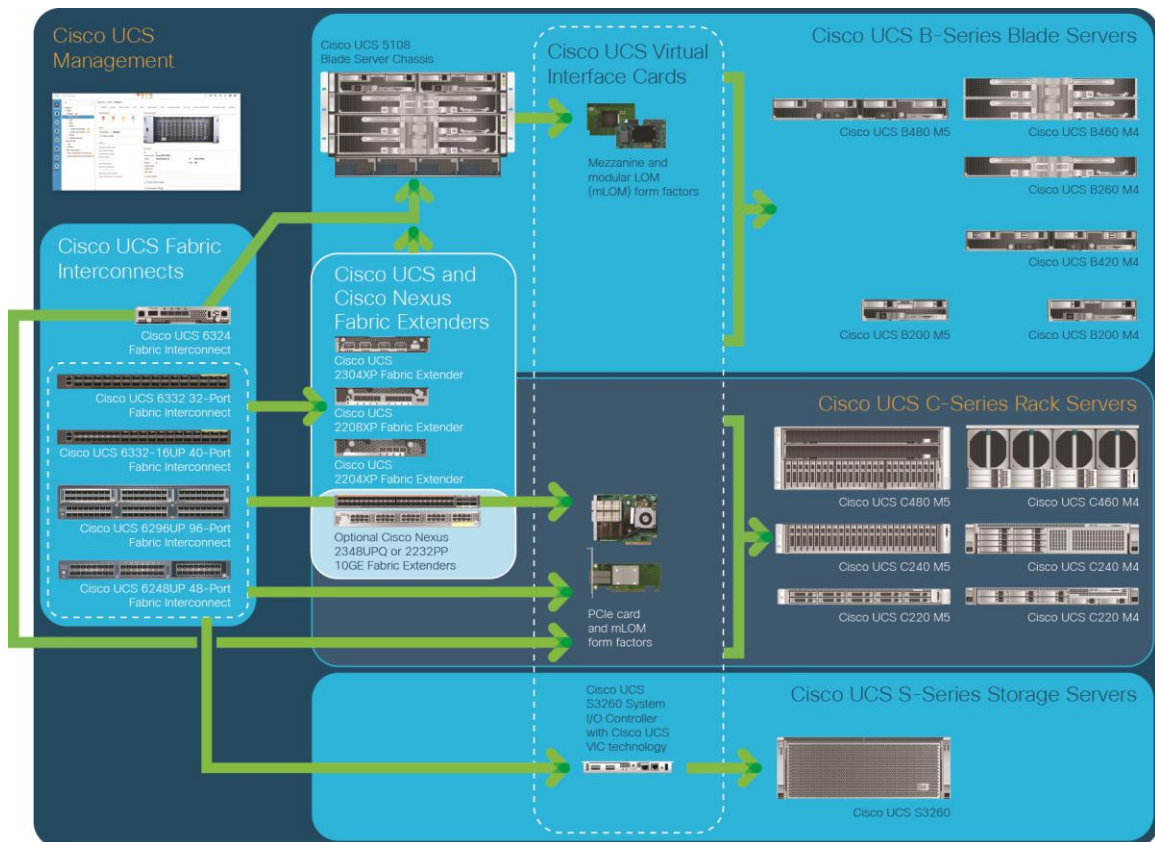 Cisco UCS
Management
Cisco UCS 5108
Blade Server Chassis
Cisco UCS Virtual
Interface Cards
Mezzanine and
modular LOM
(mLOM) form factors
Cisco UCS B-Series Blade Servers
Cisco UCS B480 M5
Cisco UCS B460 M4
Cisco UCS B260 M4
Cisco UCS B420 M4
Cisco UCS B200 M5
Cisco UCS B200 M4
Cisco UCS Fabric
Interconnects
Cisco UCS 6324
Fabric Interconnect
Cisco UCS 6332 32-Port
Fabric Interconnect
Cisco UCS 6332-16UP 40-Port
Fabric Interconnect
Cisco UCS 6296UP 96-Port
Fabric Interconnect
Cisco UCS 6248UP 48-Port
Fabric Interconnect
Cisco UCS and
Cisco Nexus
Fabric Extenders
Cisco UCS
2304XP Fabric Extender
Cisco UCS
2208XP Fabric Extender
Cisco UCS
2204XP Fabric Extender
Optional Cisco Nexus
2348UPQ or 2232PP
10GE Fabric Extenders
PCIe card
and mLOM
form factors
Cisco UCS C-Series Rack Servers
Cisco UCS C480 M5
Cisco UCS C460 M4
Cisco UCS C240 M5
Cisco UCS C240 M4
Cisco UCS C220 M5
Cisco UCS C220 M4
Cisco UCS
S3260 System
I/O Controller
with Cisco UCS
VIC technology
Cisco UCS S-Series Storage Servers
Cisco UCS S3260